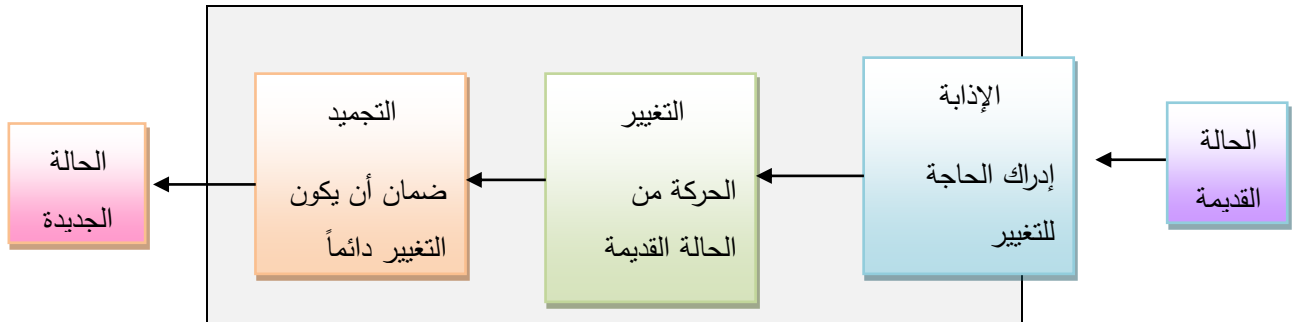 الحالة
القديمة
الإذابة
إدراك الحاجة
للتغيير
التغيير
الحركة من
الحالة القديمة
التجميد
ضمان أن يكون
التغيير دائماً
الحالة
الجديدة